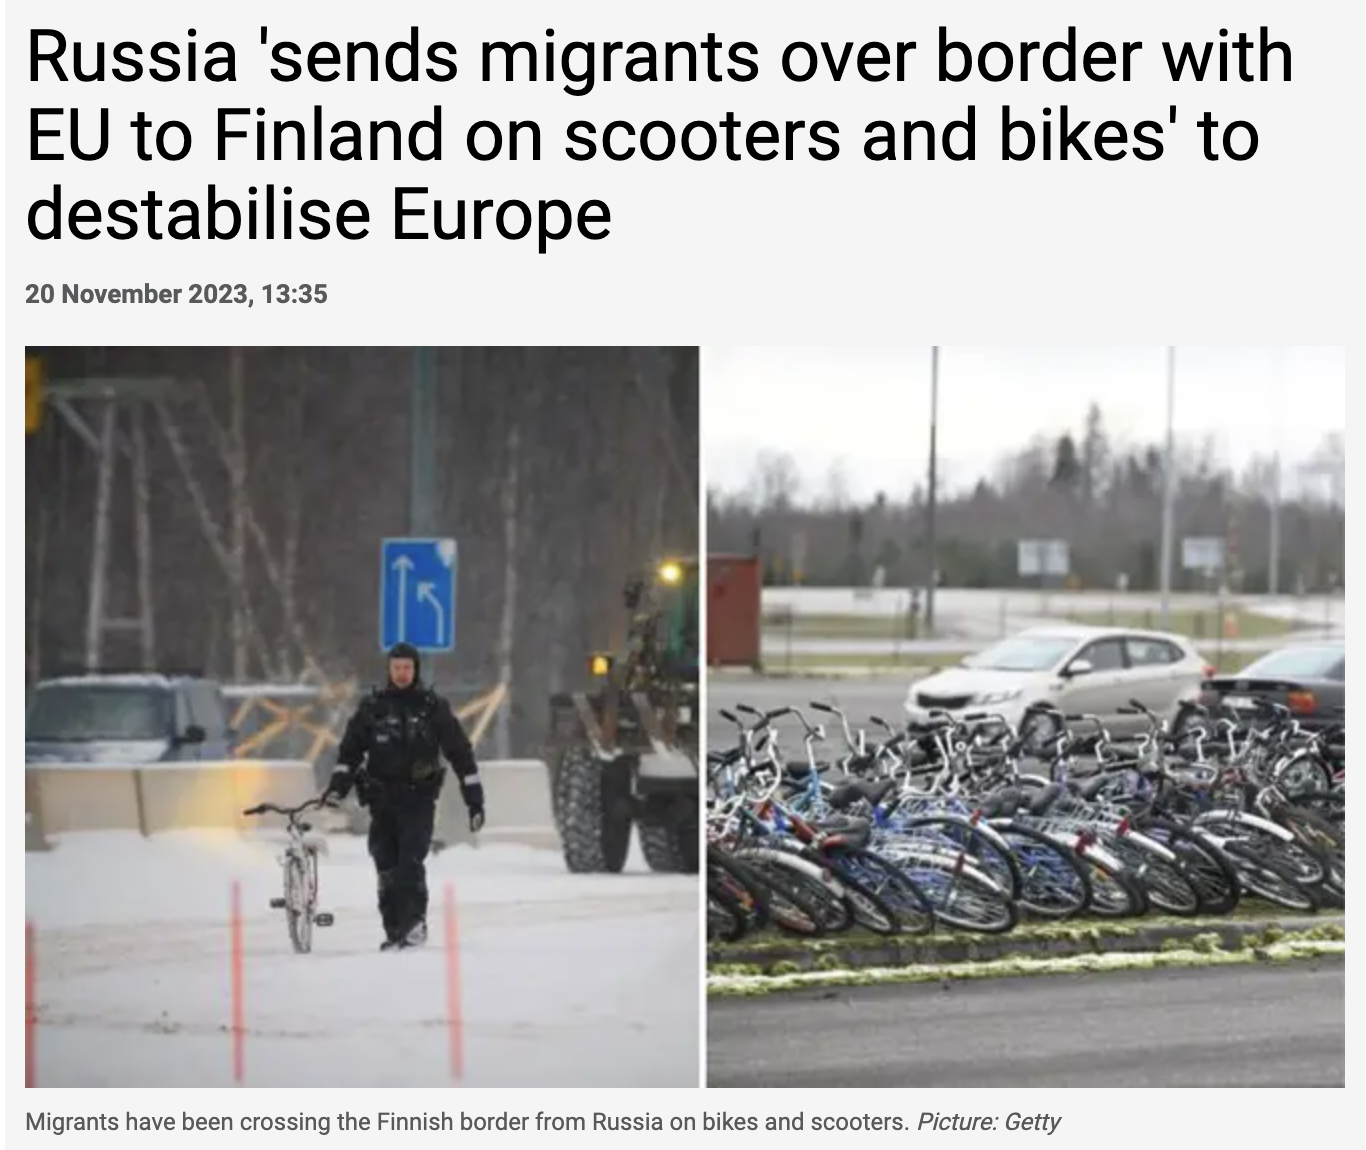 Russia 'sends migrants over border with
EU to Finland on scooters and bikes' to
destabilise Europe
20 November 2023, 13:35
Migrants have been crossing the Finnish border from Russia on bikes and scooters. Picture: Getty